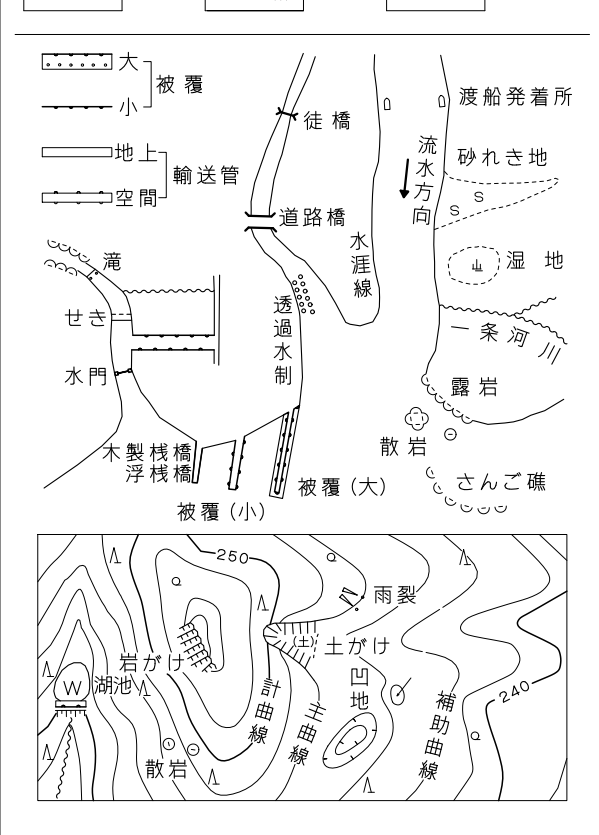 大
小
被覆
地上
空間
輸送管
徒橋
渡船発着所
流水方向
砂れき地
S
S
道路橋
水涯線
湿地
滝
せき
透過水制
一条河川
水門
露岩
散岩
木製桟橋
浮桟橋
さんご礁
被覆(大)
被覆(小)
250
雨裂
(土)
土がけ
岩がけ
凹地
W
湖池
計曲線
主曲線
補助曲線
240
散岩